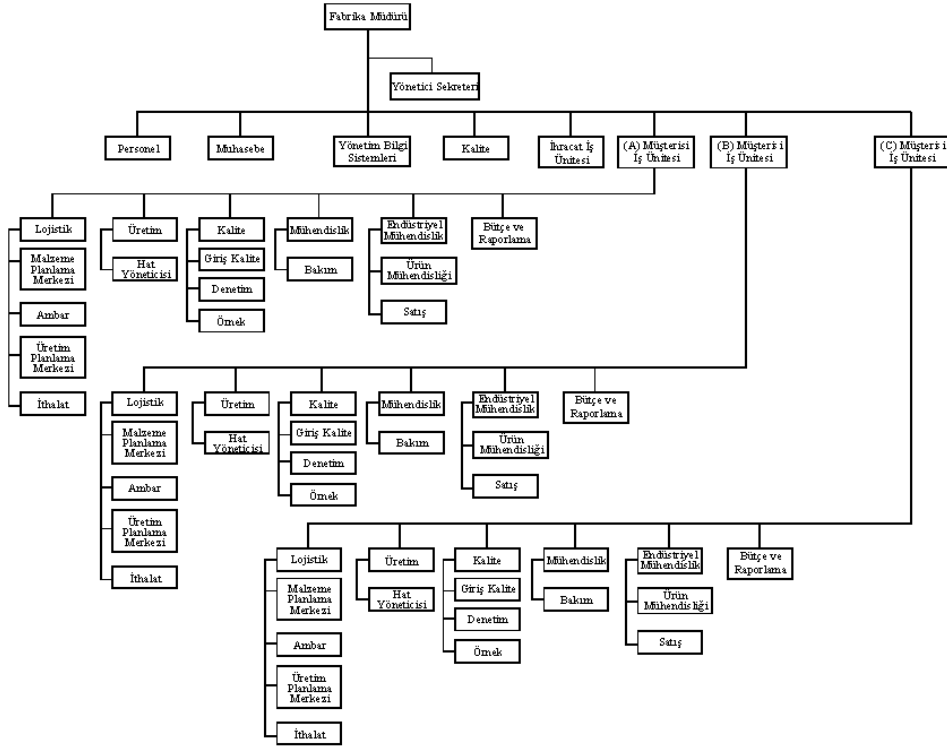 Fabrika Müdürü
Yönetici Sekreteri
Personel
Muhasebe
Yönetim Bilgi
Sistemleri
Kalite
İhracat İş
Ünitesi
(A) Müşterisi
İş Ünitesi
(B) Müşterisi
İş Ünitesi
(C) Müşterisi
İş Ünitesi
Lojistik
Malzeme
Planlama
Merkezi
Ambar
Üretim
Planlama
Merkezi
İthalat
Üretim
Hat
Yöneticisi
Kalite
Giriş Kalite
Denetim
Örnek
Mühendislik
Bakım
Endüstriyel
Mühendislik
Ürün
Mühendisliği
Satış
Bütçe ve
Raporlama
Lojistik
Malzeme
Planlama
Merkezi
Ambar
Üretim
Planlama
Merkezi
İthalat
Üretim
Hat
Yöneticisi
Kalite
Giriş Kalite
Denetim
Örnek
Mühendislik
Bakım
Endüstriyel
Mühendislik
Ürün
Mühendisliği
Satış
Bütçe ve
Raporlama
Lojistik
Malzeme
Planlama
Merkezi
Ambar
Üretim
Planlama
Merkezi
İthalat
Üretim
Hat
Yöneticisi
Kalite
Giriş Kalite
Denetim
Örnek
Mühendislik
Bakım
Endüstriyel
Mühendislik
Ürün
Mühendisliği
Satış
Bütçe ve
Raporlama